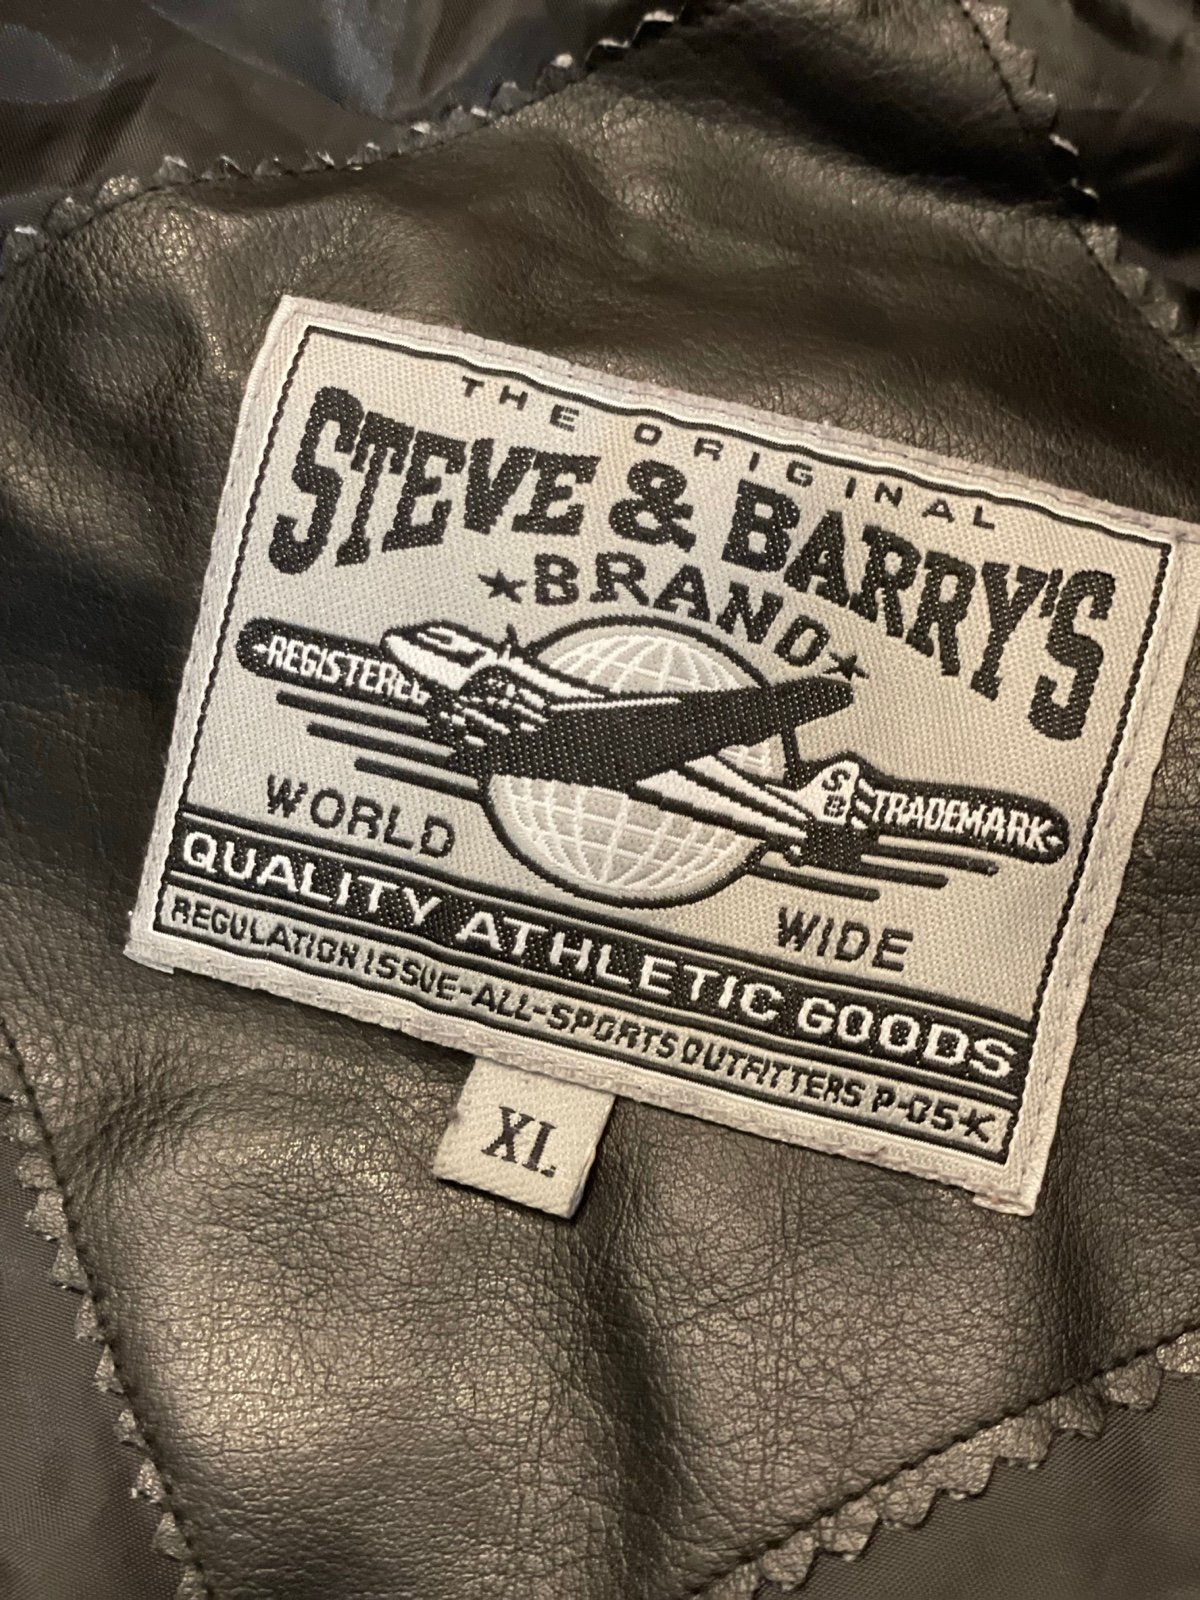 THE ORIGINAL
STEVE & BARRY'S
★BRAND★
-REGISTERED
SB
TRADEMARK-
WORLD WIDE
QUALITY ATHLETIC GOODS
REGULATION ISSUE-ALL-SPORTS OUTFITTERS P-05-K
XL